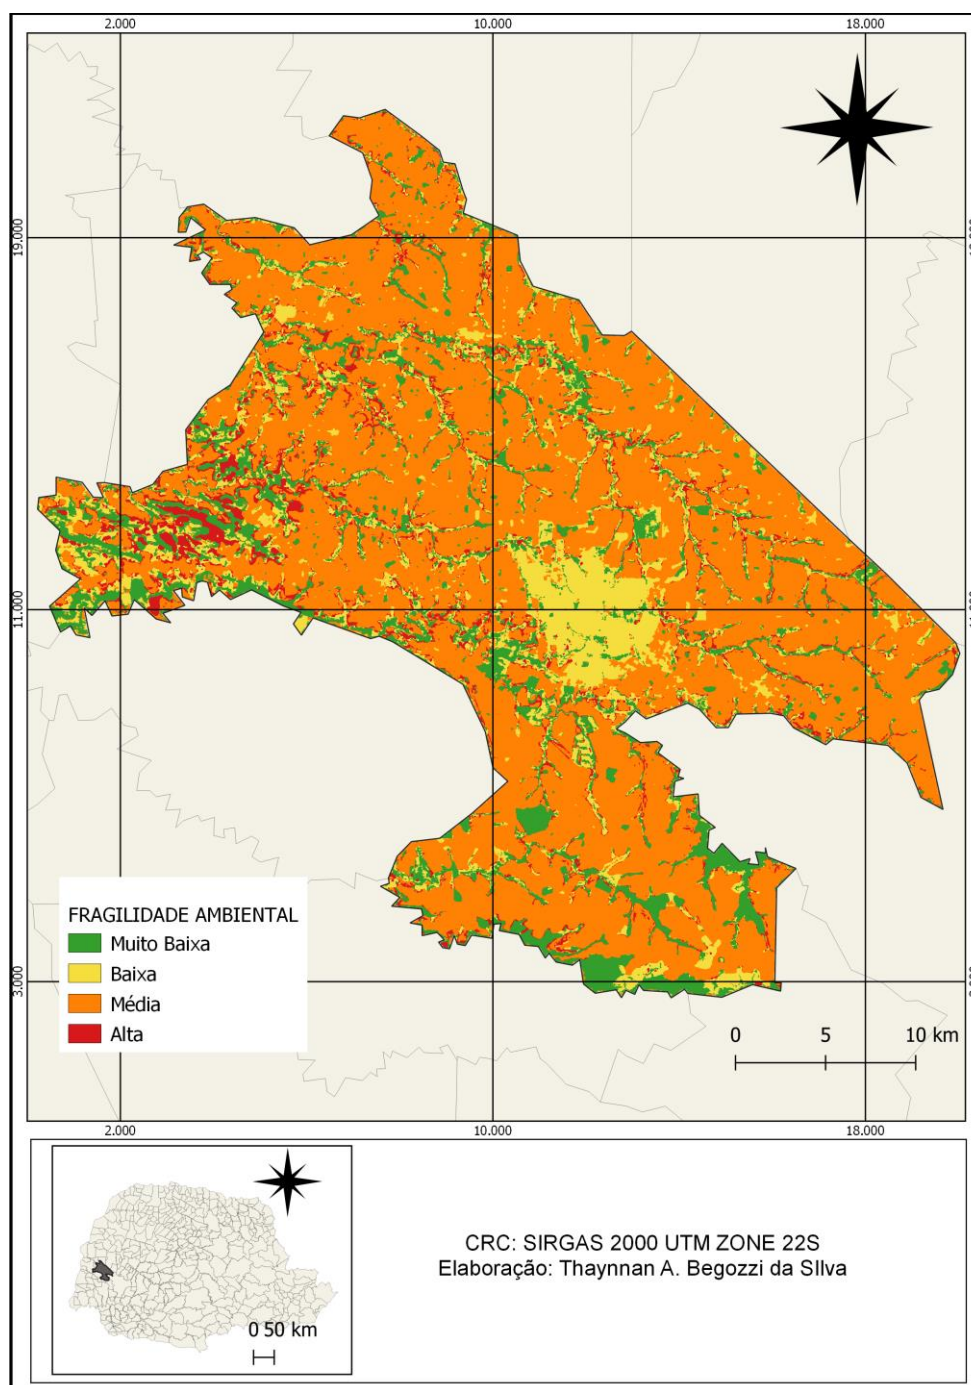 2.000 10.000 18.000
19.000
11.000
3.000
FRAGILIDADE AMBIENTAL
Muito Baixa
Baixa
Média
Alta
0 5 10 km
2.000 10.000 18.000
0 50 km
CRC: SIRGAS 2000 UTM ZONE 22S
Elaboração: Thaynnan A. Begozzi da SIlva